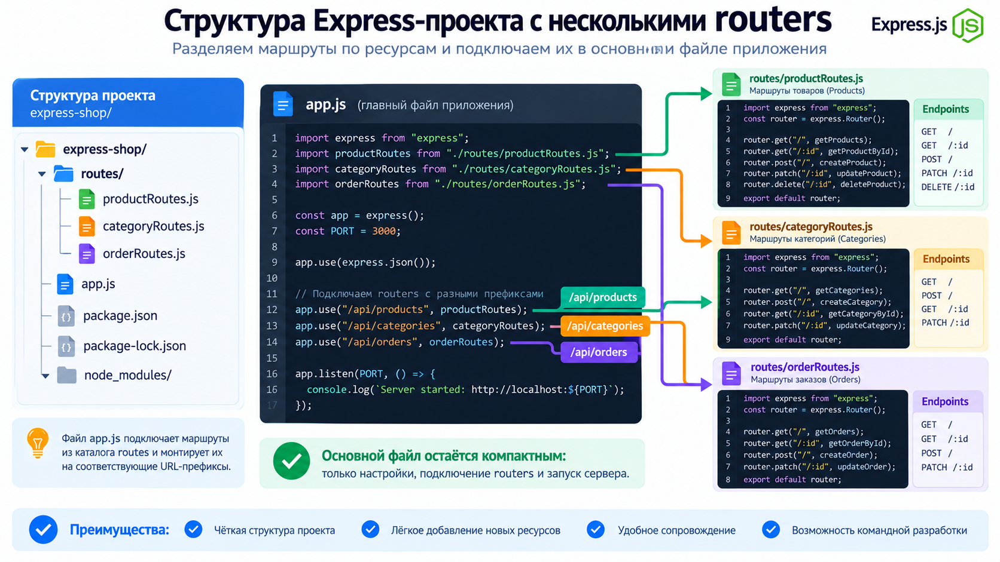 Структура Express-проекта с несколькими routers
Express.js
JS
Разделяем маршруты по ресурсам и подключаем их в файле приложения
Структура проекта
express-shop/
express-shop/
routes/
productRoutes.js
categoryRoutes.js
orderRoutes.js
app.js
{} package.json
{} package-lock.json
node_modules/
Файл app.js подключает маршруты
из каталога routes и монтирует их
на соответствующие URL-префиксы.
app.js (главный файл приложения)
1 import express from "express";
2 import productRoutes from "./routes/productRoutes.js";
3 import categoryRoutes from "./routes/categoryRoutes.js";
4 import orderRoutes from "./routes/orderRoutes.js";
5
6 const app = express();
7 const PORT = 3000;
8
9 app.use(express.json());
10
11 // Подключаем routers с разными префиксами
12 app.use("/api/products", productRoutes);
13 app.use("/api/categories", categoryRoutes);
14 app.use("/api/orders", orderRoutes);
15
16 app.listen(PORT, () => {
16 console.log(`Server started: http://localhost:${PORT}`);
17 });
/api/products
/api/categories
/api/orders
Основной файл остаётся компактным:
только настройки, подключение routers и запуск сервера.
routes/productRoutes.js
Маршруты товаров (Products)
1 import express from "express";
2 const router = express.Router();
3
4 router.get("/", getProducts);
5 router.get("/:id", getProductById);
6 router.post("/", createProduct);
7 router.patch("/:id", updateProduct);
8 router.delete("/:id", deleteProduct);
9 export default router;
Endpoints
GET /
GET /:id
POST /
PATCH /:id
DELETE /:id
routes/categoryRoutes.js
Маршруты категорий (Categories)
1 import express from "express";
2 const router = express.Router();
3
4 router.get("/", getCategories);
5 router.post("/", createCategory);
6 router.get("/:id", getCategoryById);
7 router.patch("/:id", updateCategory);
9 export default router;
Endpoints
GET /
POST /
GET /:id
PATCH /:id
routes/orderRoutes.js
Маршруты заказов (Orders)
1 import express from "express";
2 const router = express.Router();
3
4 router.get("/", getOrders);
5 router.get("/:id", getOrderById);
6 router.post("/", createOrder);
7 router.patch("/:id", updateOrder);
8 export default router;
Endpoints
GET /
GET /:id
POST /
PATCH /:id
Преимущества:
Чёткая структура проекта
Лёгкое добавление новых ресурсов
Удобное сопровождение
Возможность командной разработки